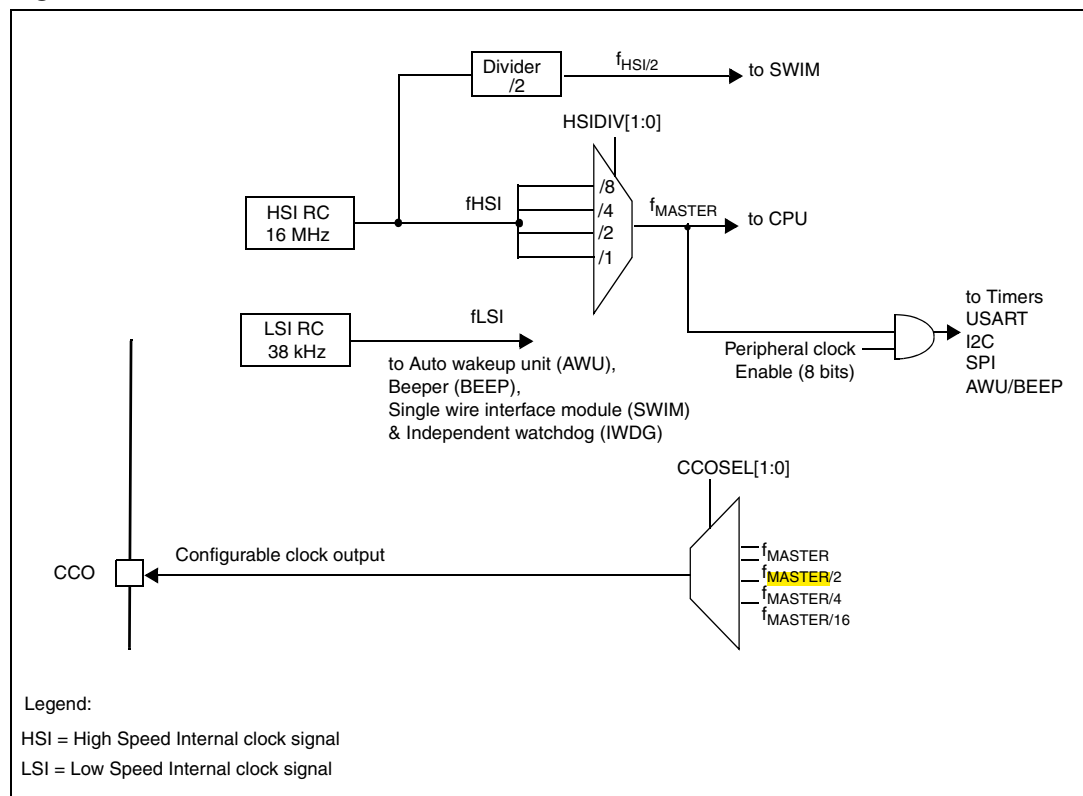 Divider
/2
fHSI/2
to SWIM
HSIDIV[1:0]
/8
/4
/2
/1
HSI RC
16 MHz
fHSI
fMASTER
to CPU
LSI RC
38 kHz
fLSI
to Auto wakeup unit (AWU),
Beeper (BEEP),
Single wire interface module (SWIM)
& Independent watchdog (IWDG)
Peripheral clock
Enable (8 bits)
to Timers
USART
I2C
SPI
AWU/BEEP
CCOSEL[1:0]
CCO
Configurable clock output
fMASTER
fMASTER/2
fMASTER/4
fMASTER/16
Legend:
HSI = High Speed Internal clock signal
LSI = Low Speed Internal clock signal